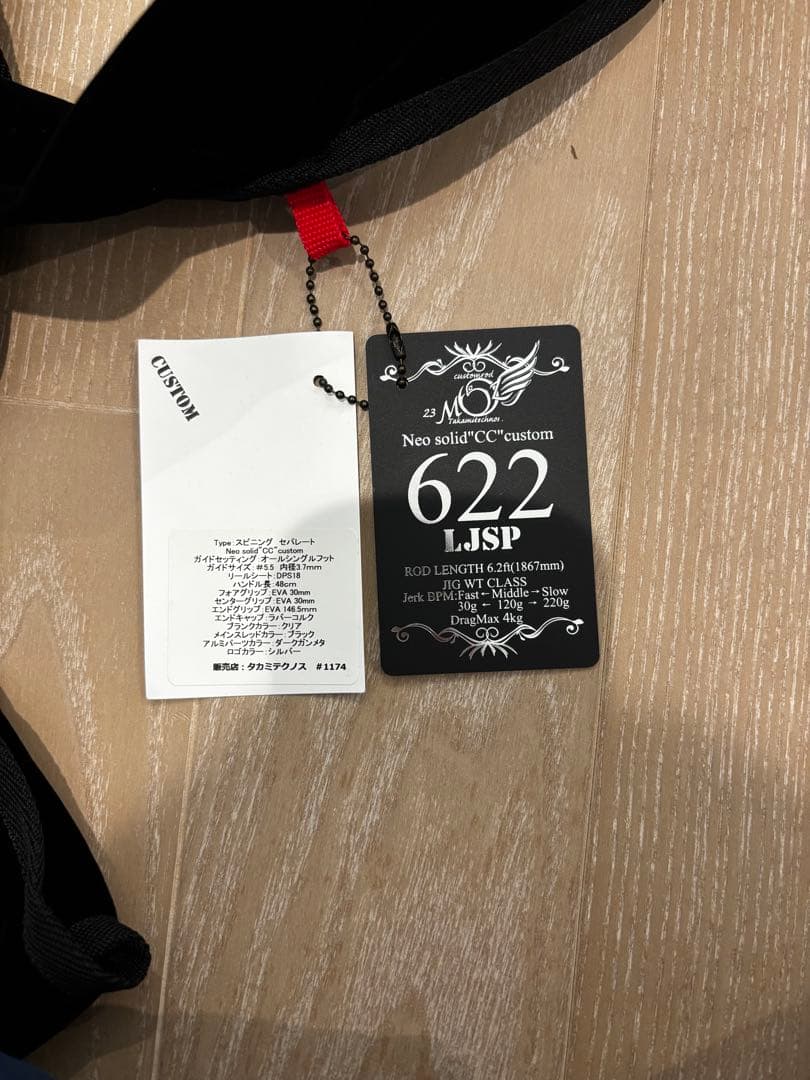 CUSTOM
Type：スピニング セパレート
Neo solid"CC"custom
ガイドセッティング：オールシングルフット
ガイドサイズ：＃5.5 内径3.7mm
リールシート：DPS18
ハンドル長：48cm
フォアグリップ：EVA 30mm
センターグリップ：EVA 30mm
エンドグリップ：EVA 146.5mm
エンドキャップ：ラバーコルク
ブランクカラー：クリア
メインスレッドカラー：ブラック
アルミパーツカラー：ダークガンメタ
ロゴカラー：シルバー
販売店：タカミテクノス #1174
customrod
23
Takamitechnos.
Neo solid"CC"custom
622
LJSP
ROD LENGTH 6.2ft(1867mm)
JIG WT CLASS
Jerk BPM:Fast←Middle→Slow
30g ← 120g → 220g
DragMax 4kg